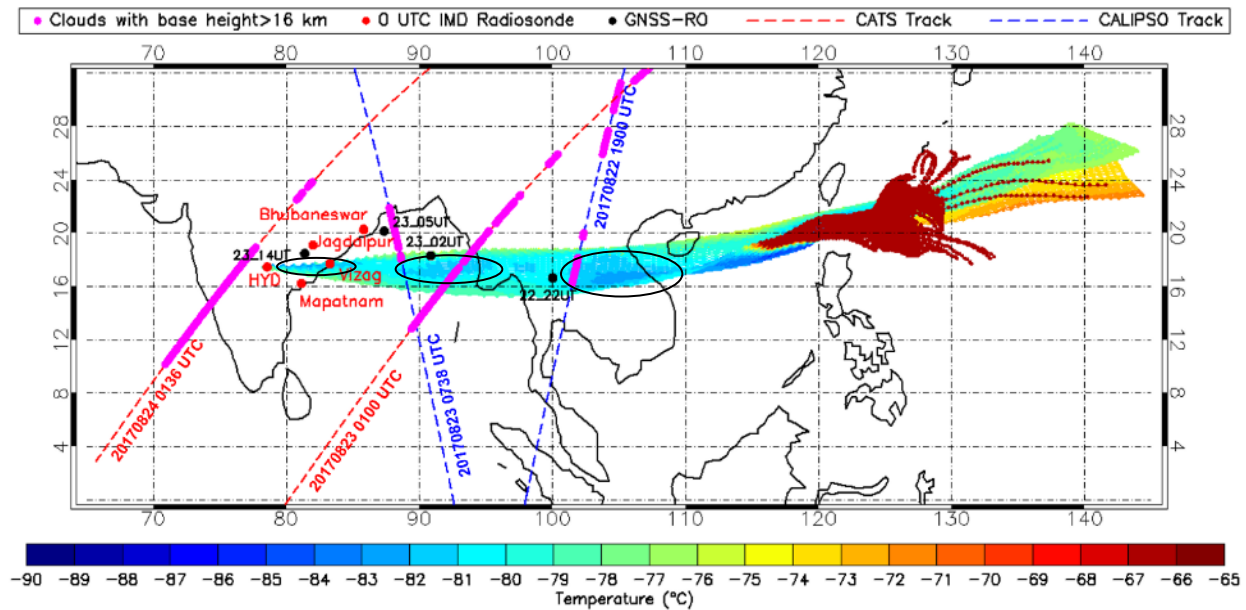 Clouds with base height>16 km
0 UTC IMD Radiosonde
GNSS-RO
CATS Track
CALIPSO Track
70 80 90 100 110 120 130 140
28 28
24 24
20 20
16 16
12 12
8 8
4 4
20170822 1900 UTC
Bhubaneswar
23_05UT
Jagdalpur
23_02UT
23_14UT
HYD
Vizag
22_22UT
Mapatnam
20170824 0136 UTC
20170823 0100 UTC
20170823 0738 UTC
70 80 90 100 110 120 130 140
-90 -89 -88 -87 -86 -85 -84 -83 -82 -81 -80 -79 -78 -77 -76 -75 -74 -73 -72 -71 -70 -69 -68 -67 -66 -65
Temperature (°C)